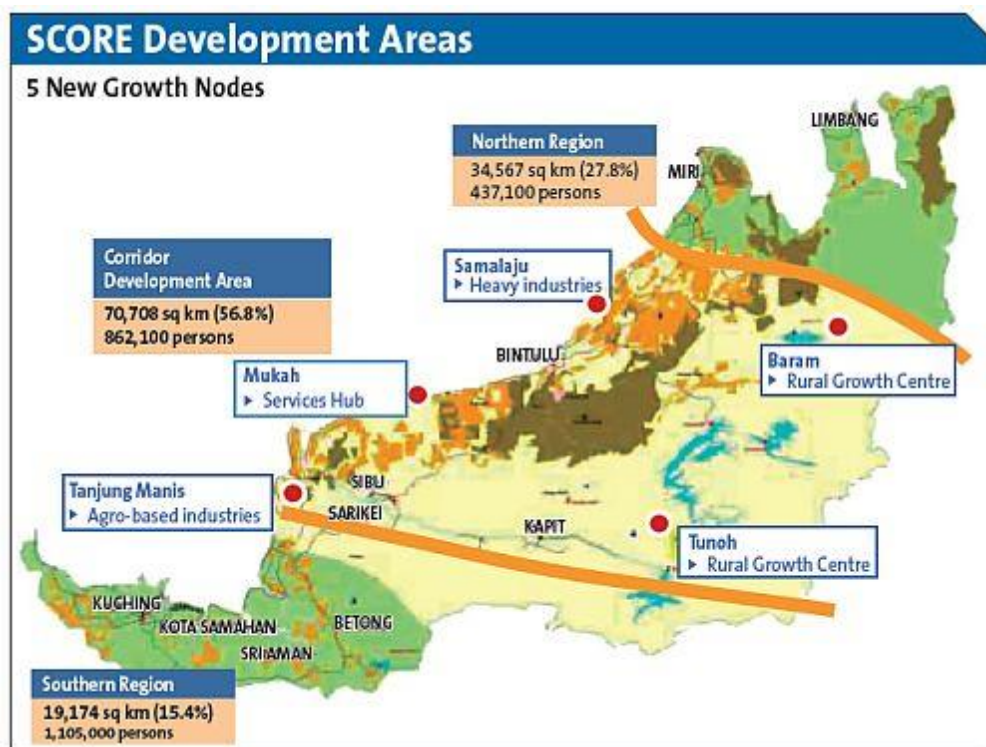 SCORE Development Areas
5 New Growth Nodes
LIMBANG
Northern Region
34,567 sq km (27.8%)
437,100 persons
MIRI
Corridor
Development Area
70,708 sq km (56.8%)
862,100 persons
Samalaju
▸ Heavy industries
BINTULU
Baram
▸ Rural Growth Centre
Mukah
▸ Services Hub
Tanjung Manis
▸ Agro-based industries
SIBU
SARIKEI
KAPIT
Tunoh
▸ Rural Growth Centre
KUCHING
KOTA SAMAHAN
BETONG
SRI AMAN
Southern Region
19,174 sq km (15.4%)
1,105,000 persons